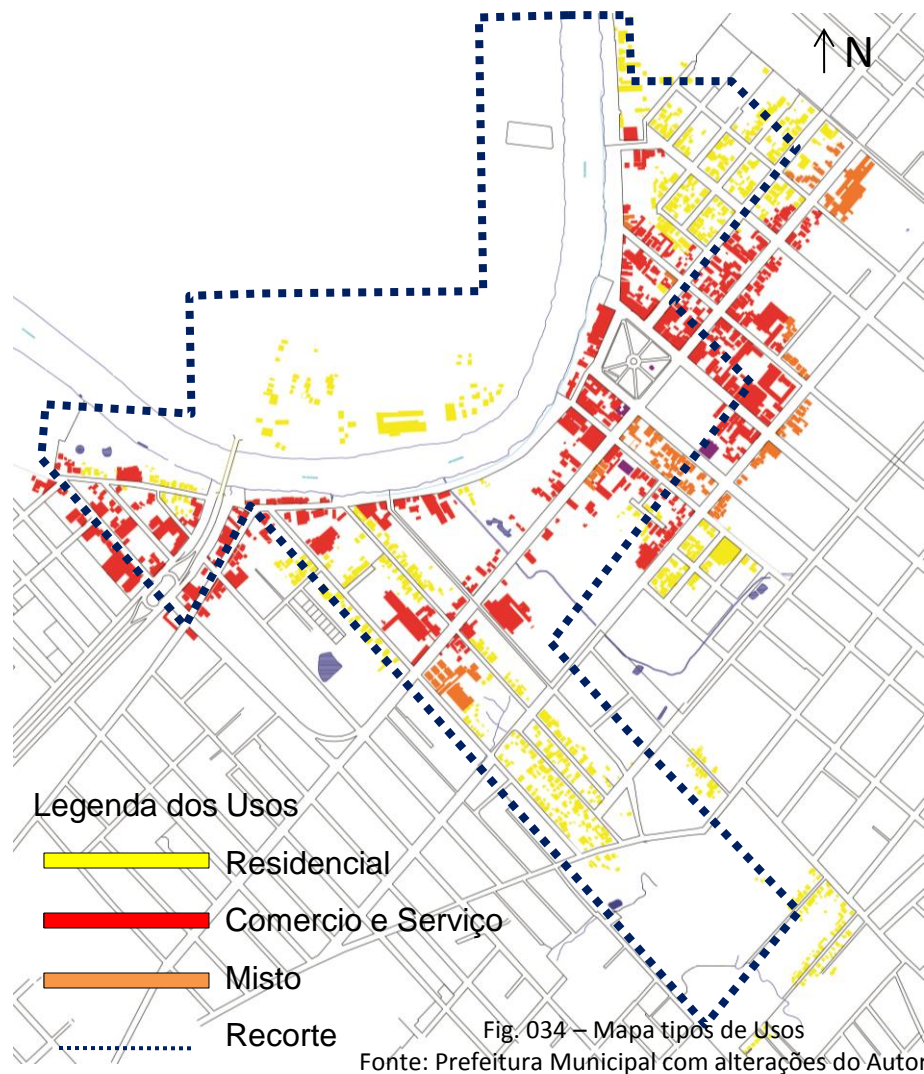 N
Legenda dos Usos
Residencial
Comercio e Serviço
Misto
Recorte
Fig. 034 – Mapa tipos de Usos
Fonte: Prefeitura Municipal com alterações do Autor